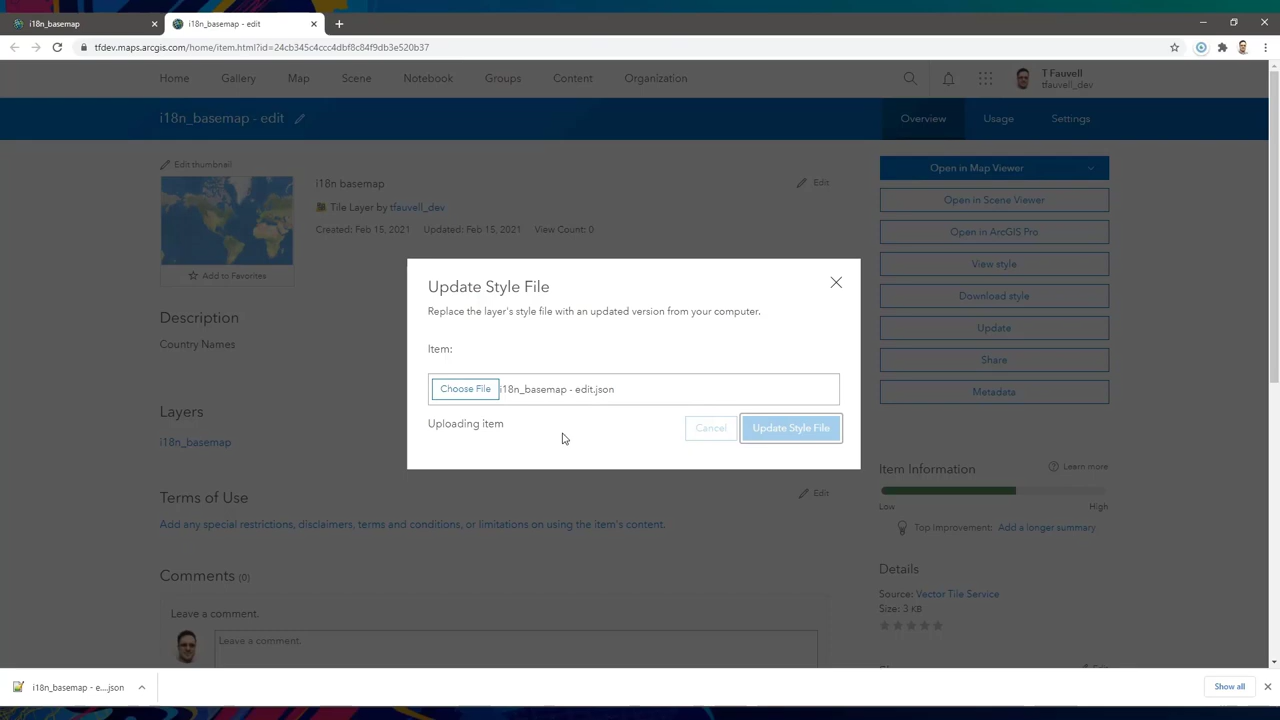 i18n_basemap
i18n_basemap - edit
tfdev.maps.arcgis.com/home/item.html?id=24cb345c4ccc4dbf8c84f9db3e520b37
Home Gallery Map Scene Notebook Groups Content Organization
T Fauvell
tfauvell_dev
i18n_basemap - edit
Overview Usage Settings
Edit thumbnail
i18n basemap
Edit
Tile Layer by tfauvell_dev
Created: Feb 15, 2021 Updated: Feb 15, 2021 View Count: 0
Add to Favorites
Open in Map Viewer
Open in Scene Viewer
Open in ArcGIS Pro
View style
Download style
Update
Share
Metadata
Update Style File
Replace the layer's style file with an updated version from your computer.
Item:
Choose File i18n_basemap - edit.json
Uploading item
Cancel
Update Style File
Description
Country Names
Layers
i18n_basemap
Terms of Use
Edit
Add any special restrictions, disclaimers, terms and conditions, or limitations on using the item's content.
Comments (0)
Leave a comment.
Leave a comment.
Item Information
Learn more
Low High
Top Improvement: Add a longer summary
Details
Source: Vector Tile Service
Size: 3 KB
i18n_basemap - e....json
Show all